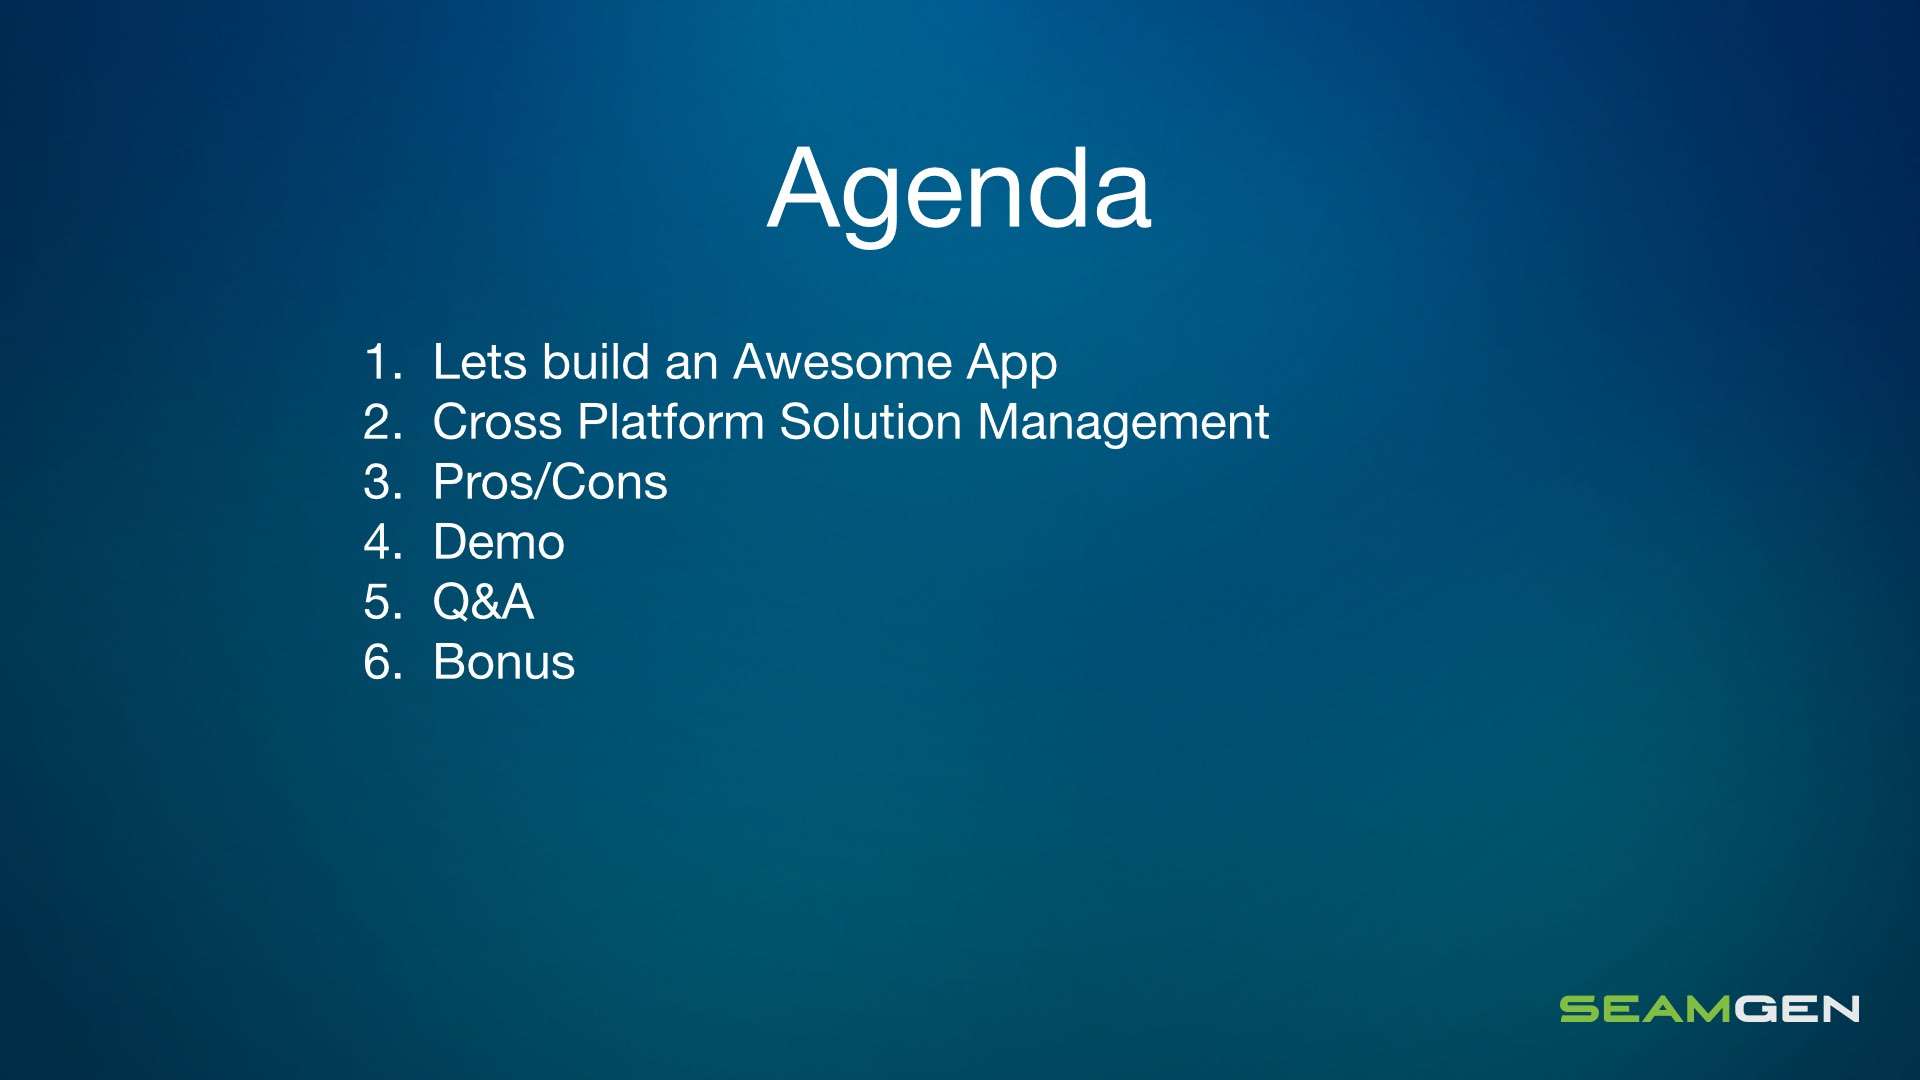 Agenda
1. Lets build an Awesome App
2. Cross Platform Solution Management
3. Pros/Cons
4. Demo
5. Q&A
6. Bonus
SEAMGEN